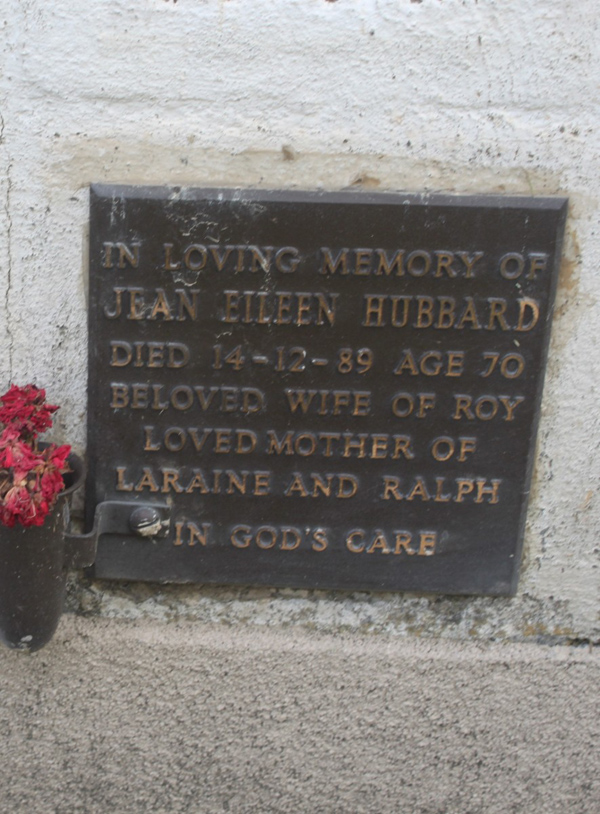 IN LOVING MEMORY OF
JEAN EILEEN HUBBARD
DIED 14-12-89 AGE 70
BELOVED WIFE OF ROY
LOVED MOTHER OF
LARAINE AND RALPH
IN GOD'S CARE